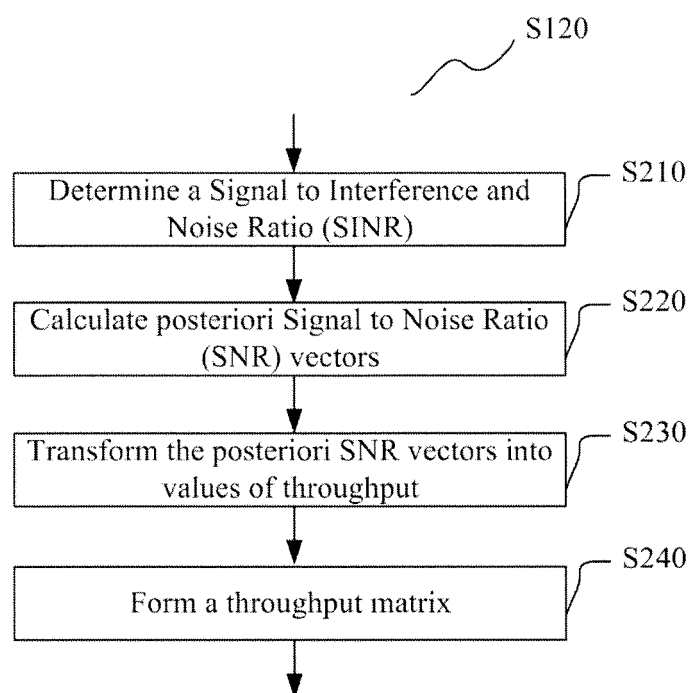 S120
S210
Determine a Signal to Interference and
Noise Ratio (SINR)
S220
Calculate posteriori Signal to Noise Ratio
(SNR) vectors
S230
Transform the posteriori SNR vectors into
values of throughput
S240
Form a throughput matrix